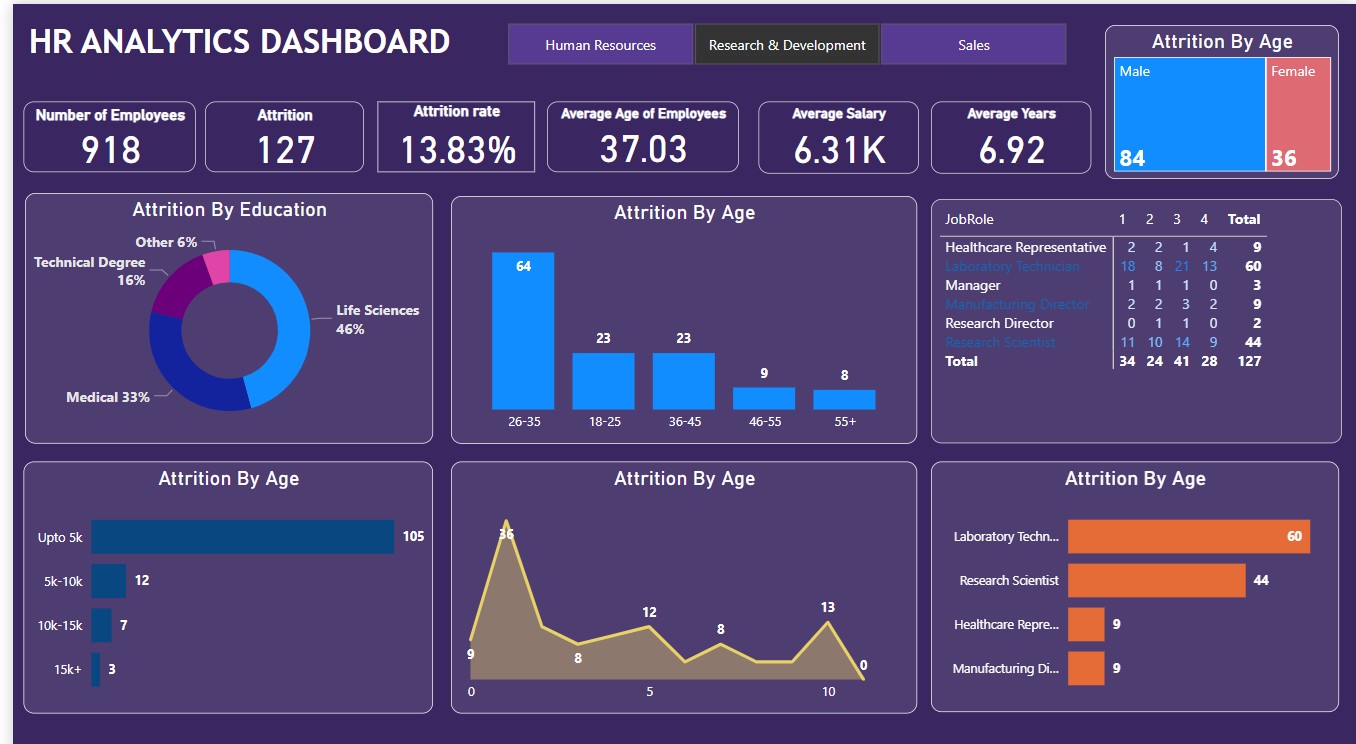 HR ANALYTICS DASHBOARD
Human Resources
Research & Development
Sales
Attrition By Age
Male
Female
84
36
Number of Employees
918
Attrition
127
Attrition rate
13.83%
Average Age of Employees
37.03
Average Salary
6.31K
Average Years
6.92
Attrition By Education
Other 6%
Technical Degree
16%
Life Sciences
46%
Medical 33%
Attrition By Age
64
23
23
9
8
26-35
18-25
36-45
46-55
55+
JobRole 1 2 3 4 Total
Healthcare Representative 2 2 1 4 9
Laboratory Technician 18 8 21 13 60
Manager 1 1 1 0 3
Manufacturing Director 2 2 3 2 9
Research Director 0 1 1 0 2
Research Scientist 11 10 14 9 44
Total 34 24 41 28 127
Attrition By Age
Upto 5k 105
5k-10k 12
10k-15k 7
15k+ 3
Attrition By Age
36
12
13
8
9
8
0
0
5
10
Attrition By Age
Laboratory Techn... 60
Research Scientist 44
Healthcare Repre... 9
Manufacturing Di... 9